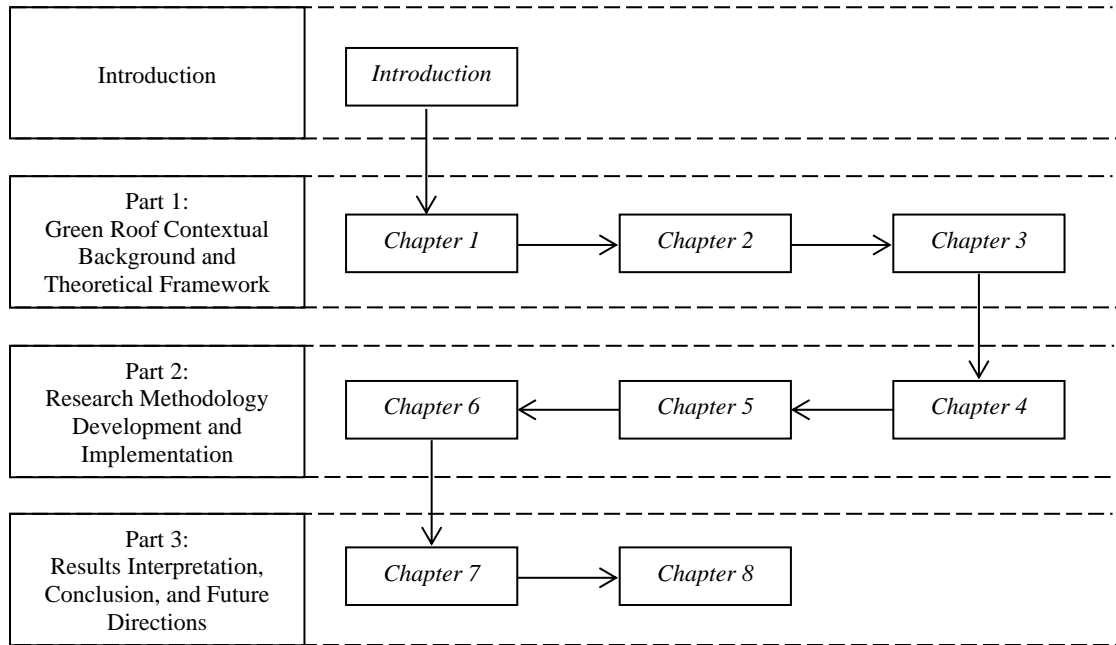 Introduction
Introduction
Part 1:
Green Roof Contextual
Background and
Theoretical Framework
Chapter 1
Chapter 2
Chapter 3
Part 2:
Research Methodology
Development and
Implementation
Chapter 6
Chapter 5
Chapter 4
Part 3:
Results Interpretation,
Conclusion, and Future
Directions
Chapter 7
Chapter 8